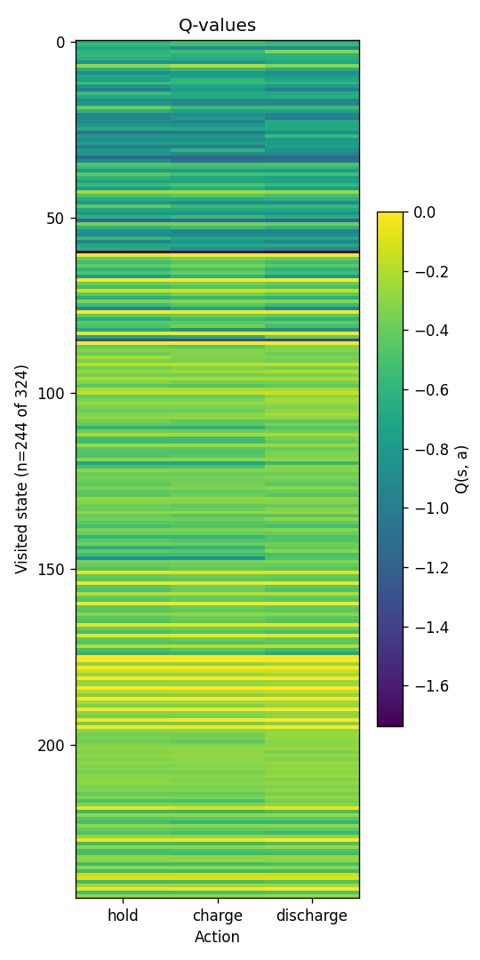 Q-values
0
50
100
150
200
Visited state (n=244 of 324)
hold charge discharge
Action
0.0
−0.2
−0.4
−0.6
−0.8
−1.0
−1.2
−1.4
−1.6
Q(s, a)